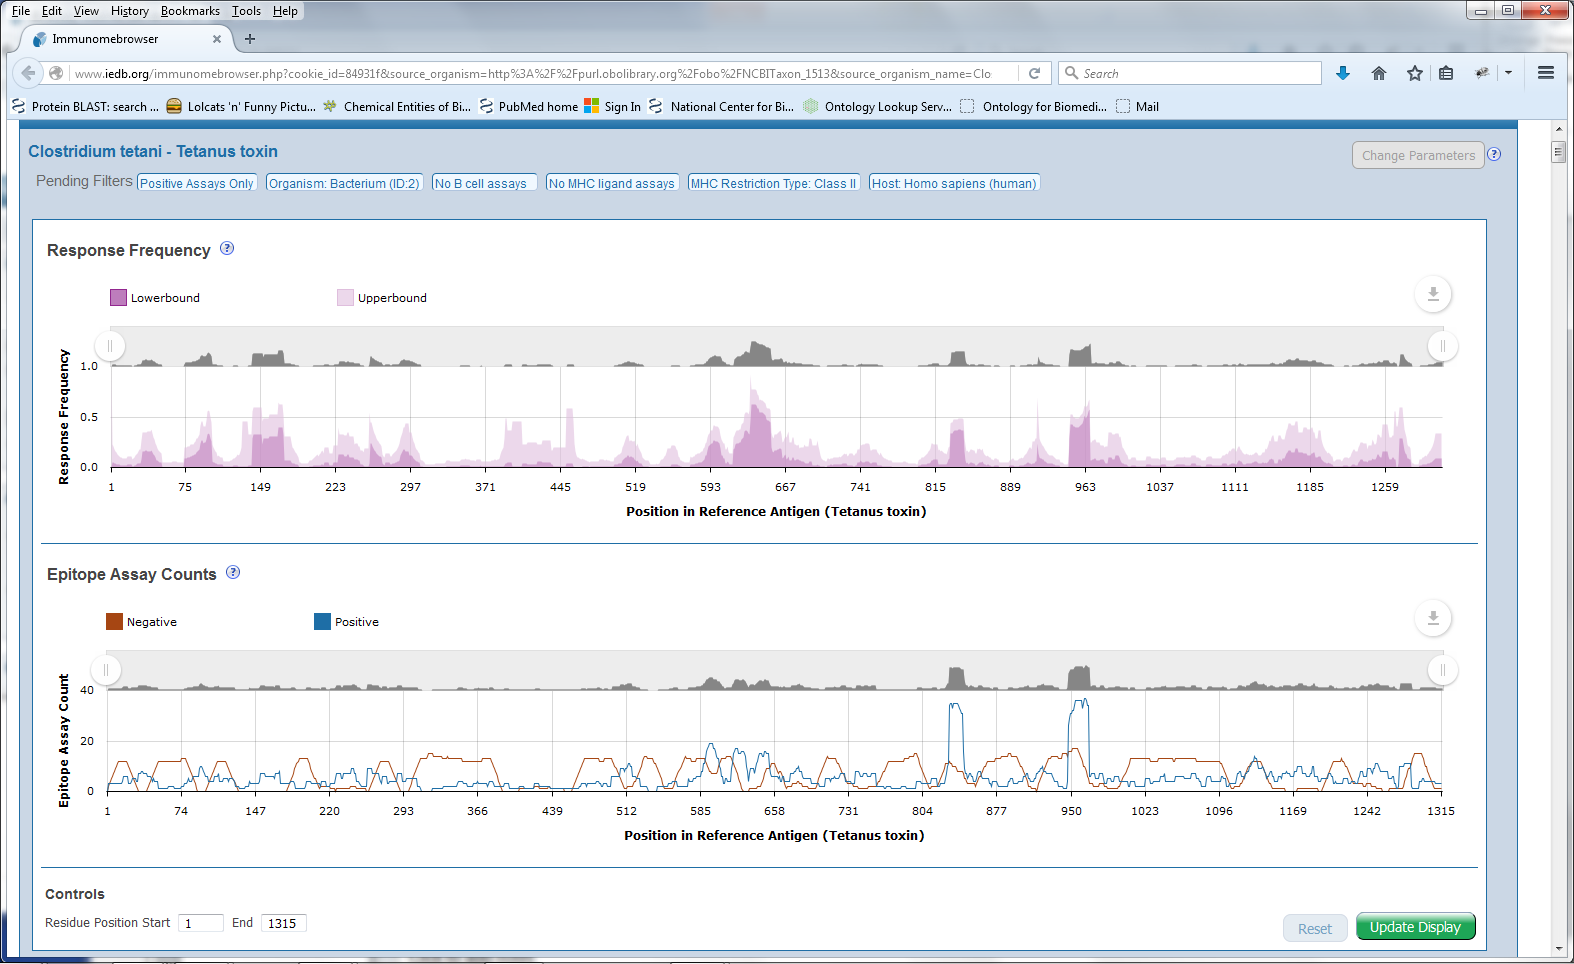 File Edit View History Bookmarks Tools Help
Immunomebrowser
www.iedb.org/immunomebrowser.php?cookie_id=84931f&source_organism=http%3A%2F%2Fpurl.obolibrary.org%2Fobo%2FNCBITaxon_1513&source_organism_name=Clo
Search
Protein BLAST: search ... Lolcats 'n' Funny Pictu... Chemical Entities of Bi... PubMed home Sign In National Center for Bi... Ontology Lookup Serv... Ontology for Biomedi... Mail
Clostridium tetani - Tetanus toxin
Change Parameters ?
Pending Filters Positive Assays Only Organism: Bacterium (ID:2) No B cell assays No MHC ligand assays MHC Restriction Type: Class II Host: Homo sapiens (human)
Response Frequency ?
Lowerbound Upperbound
Response Frequency
1.0
0.5
0.0
1 75 149 223 297 371 445 519 593 667 741 815 889 963 1037 1111 1185 1259
Position in Reference Antigen (Tetanus toxin)
Epitope Assay Counts ?
Negative Positive
Epitope Assay Count
40
20
0
1 74 147 220 293 366 439 512 585 658 731 804 877 950 1023 1096 1169 1242 1315
Position in Reference Antigen (Tetanus toxin)
Controls
Residue Position Start 1 End 1315
Reset Update Display